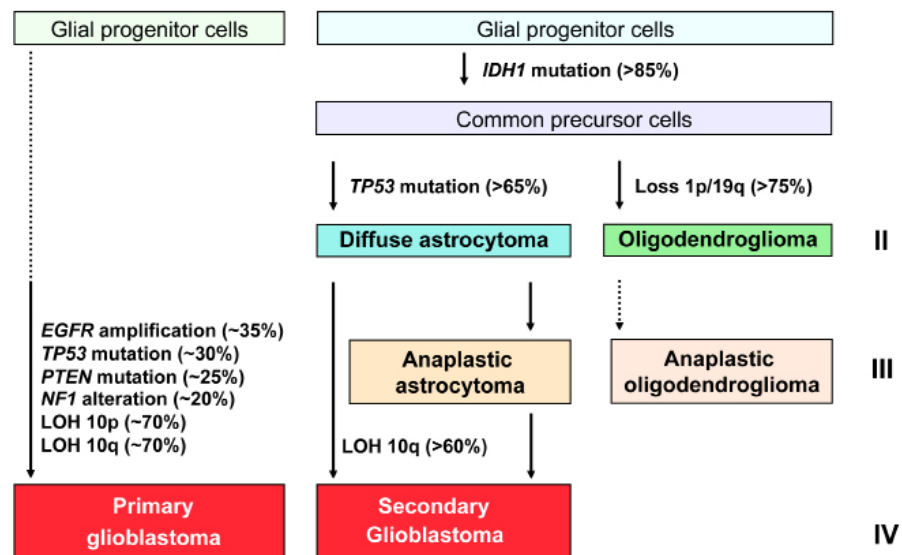 Glial progenitor cells
Glial progenitor cells
IDH1 mutation (>85%)
Common precursor cells
TP53 mutation (>65%)
Loss 1p/19q (>75%)
Diffuse astrocytoma
Oligodendroglioma
II
EGFR amplification (~35%)
TP53 mutation (~30%)
PTEN mutation (~25%)
NF1 alteration (~20%)
LOH 10p (~70%)
LOH 10q (~70%)
Anaplastic
astrocytoma
Anaplastic
oligodendroglioma
III
LOH 10q (>60%)
Primary
glioblastoma
Secondary
Glioblastoma
IV